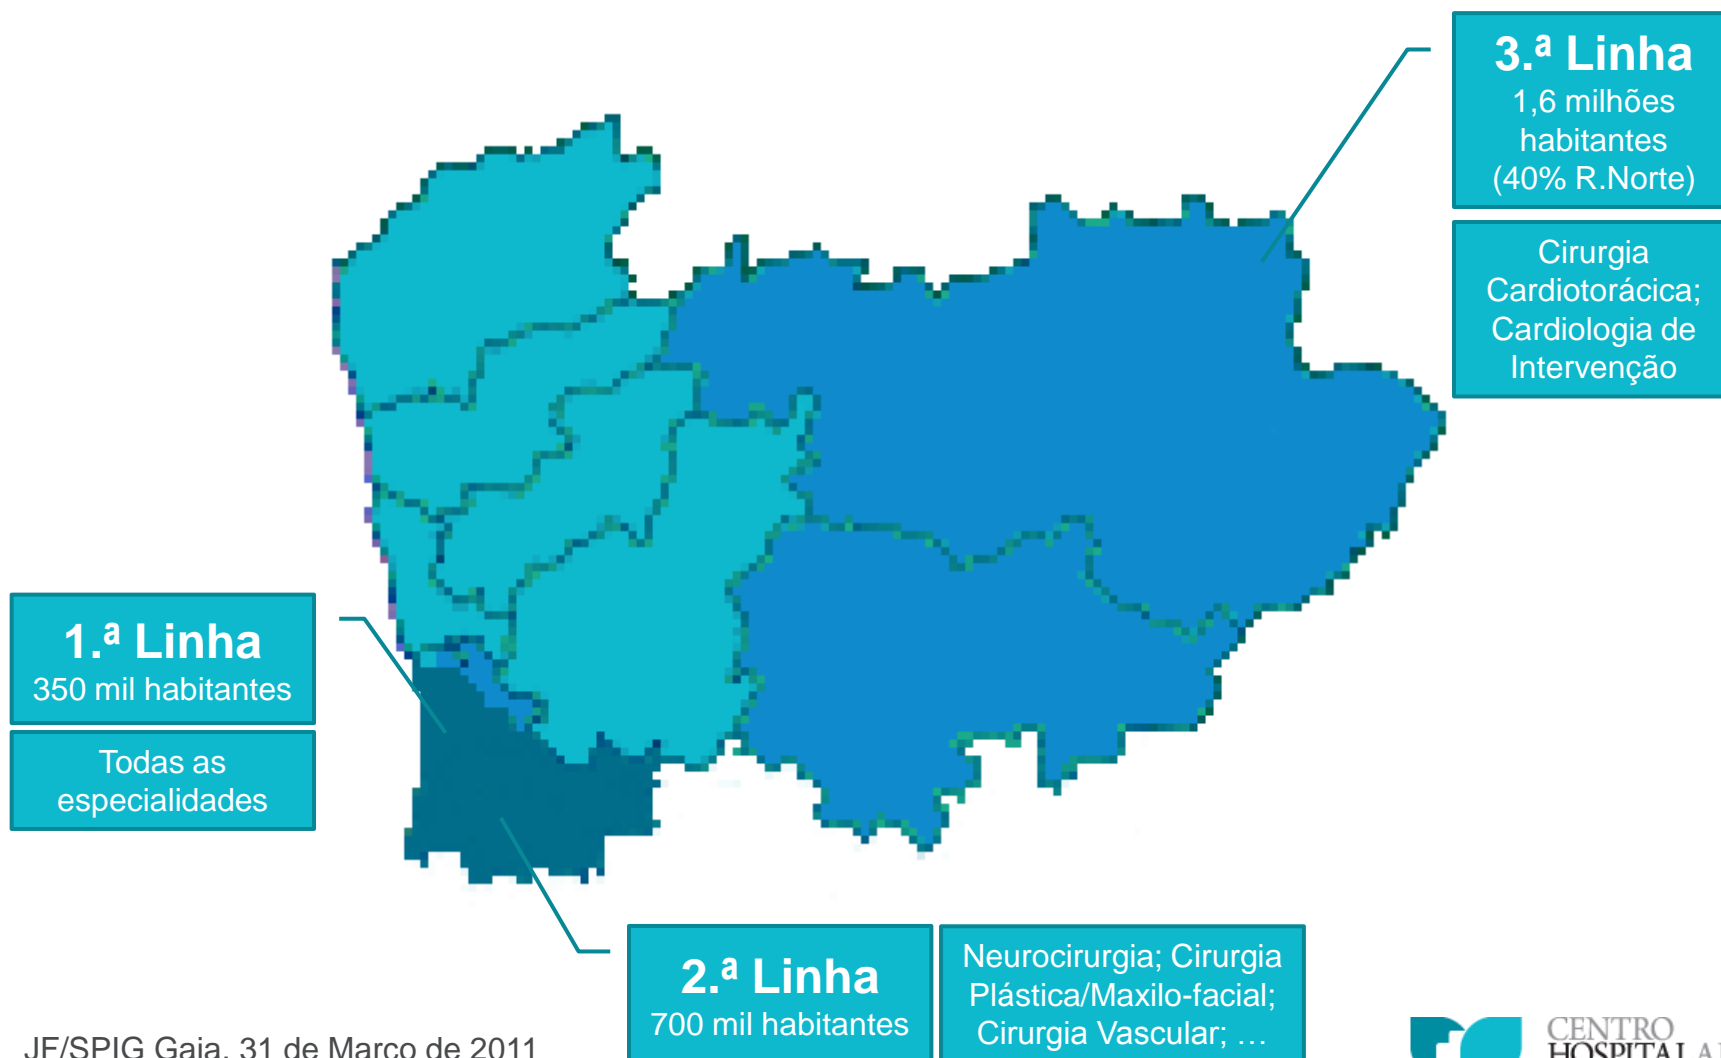 3.ª Linha
1,6 milhões
habitantes
(40% R.Norte)
Cirurgia
Cardiotorácica;
Cardiologia de
Intervenção
1.ª Linha
350 mil habitantes
Todas as
especialidades
2.ª Linha
700 mil habitantes
Neurocirurgia; Cirurgia
Plástica/Maxilo-facial;
Cirurgia Vascular; …
JF/SPIG Gaia, 31 de Março de 2011
CENTRO
HOSPITALAR